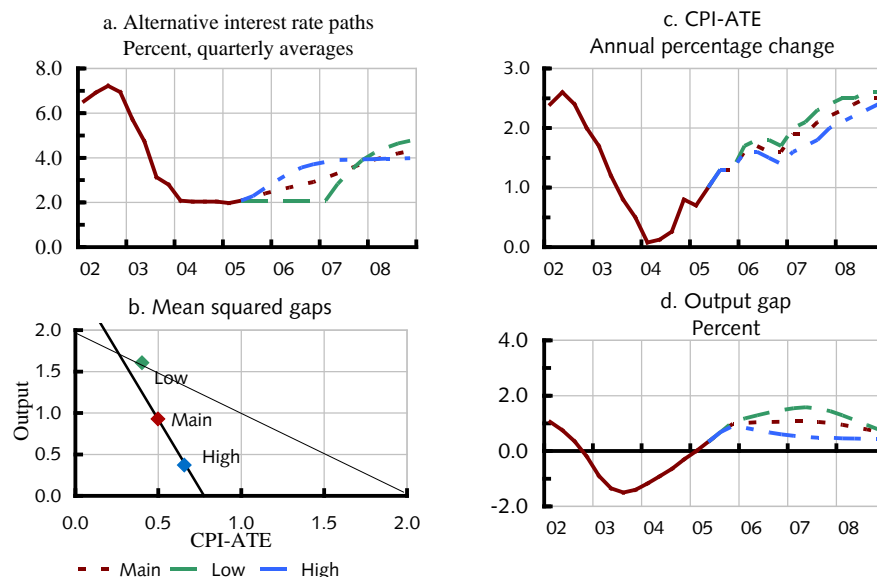 a. Alternative interest rate paths
Percent, quarterly averages
8.0
6.0
4.0
2.0
0.0
02 03 04 05 06 07 08
c. CPI-ATE
Annual percentage change
3.0
2.0
1.0
0.0
02 03 04 05 06 07 08
b. Mean squared gaps
2.0
1.5
1.0
0.5
0.0
Output
Low
Main
High
0.0 0.5 1.0 1.5 2.0
CPI-ATE
d. Output gap
Percent
4.0
2.0
0.0
-2.0
02 03 04 05 06 07 08
Main Low High